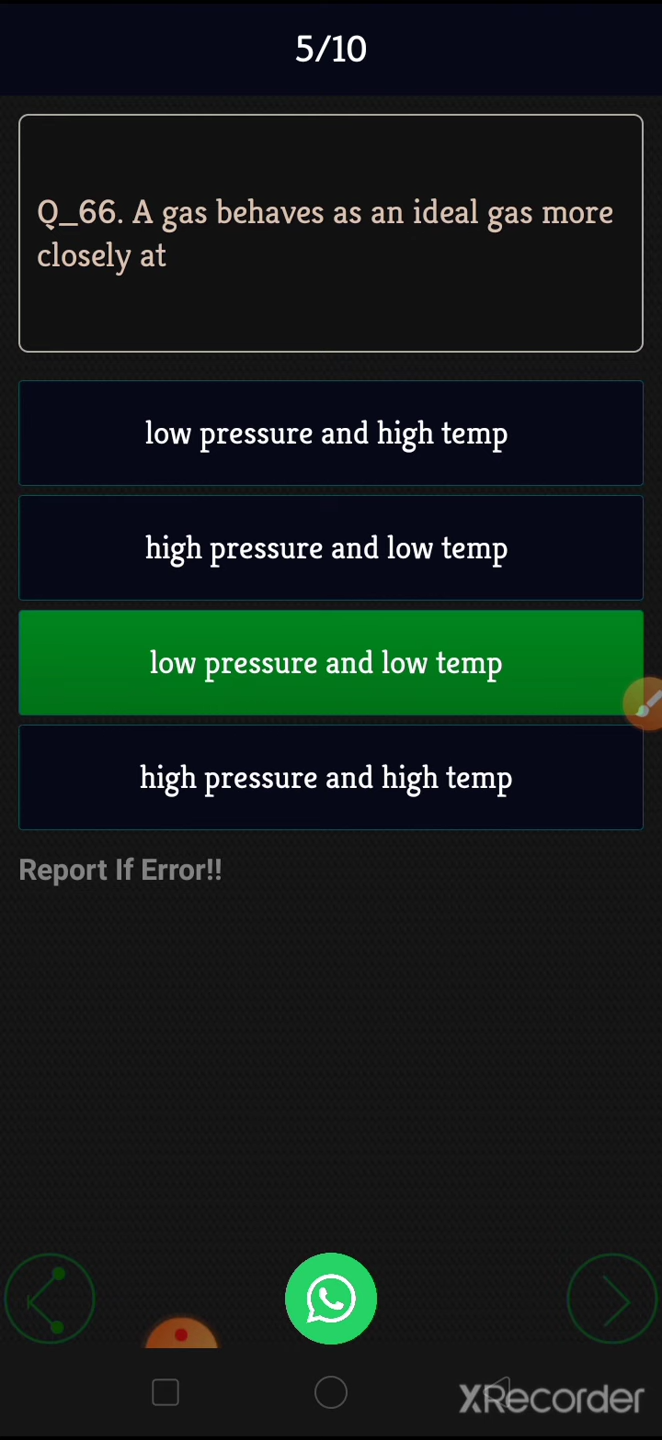 5/10
Q_66. A gas behaves as an ideal gas more
closely at
low pressure and high temp
high pressure and low temp
low pressure and low temp
high pressure and high temp
Report If Error!!
XRecorder